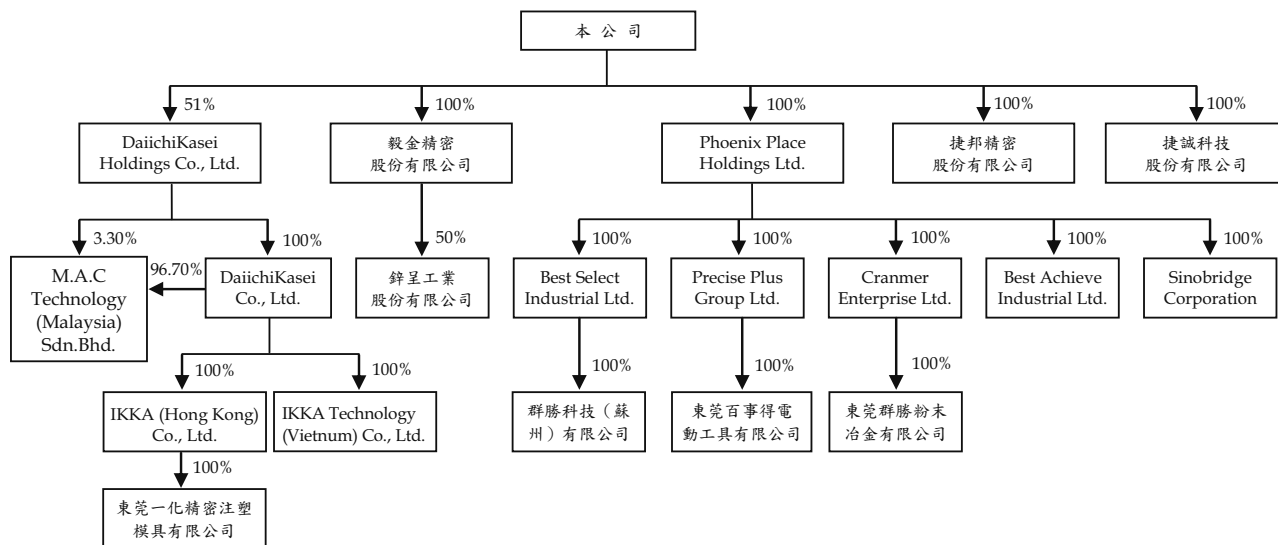 本公司
51%
100%
100%
100%
100%
DaiichiKasei
Holdings Co., Ltd.
毅金精密
股份有限公司
Phoenix Place
Holdings Ltd.
捷邦精密
股份有限公司
捷誠科技
股份有限公司
3.30%
100%
50%
100%
100%
100%
100%
100%
M.A.C
Technology
(Malaysia)
Sdn.Bhd.
96.70%
DaiichiKasei
Co., Ltd.
鋅呈工業
股份有限公司
Best Select
Industrial Ltd.
Precise Plus
Group Ltd.
Cranmer
Enterprise Ltd.
Best Achieve
Industrial Ltd.
Sinobridge
Corporation
100%
100%
100%
100%
100%
IKKA (Hong Kong)
Co., Ltd.
IKKA Technology
(Vietnum) Co., Ltd.
群勝科技（蘇
州）有限公司
東莞百事得電
動工具有限公司
東莞群勝粉末
冶金有限公司
100%
東莞一化精密注塑
模具有限公司